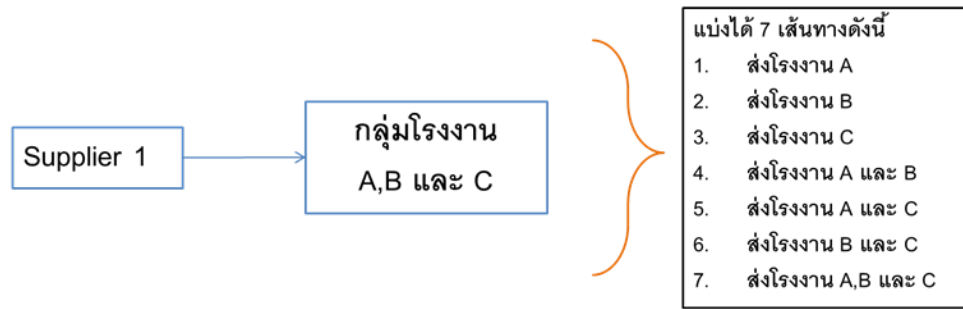 Supplier 1
กลุ่มโรงงาน
A,B และ C
แบ่งได้ 7 เส้นทางดังนี้
1. ส่งโรงงาน A
2. ส่งโรงงาน B
3. ส่งโรงงาน C
4. ส่งโรงงาน A และ B
5. ส่งโรงงาน A และ C
6. ส่งโรงงาน B และ C
7. ส่งโรงงาน A,B และ C